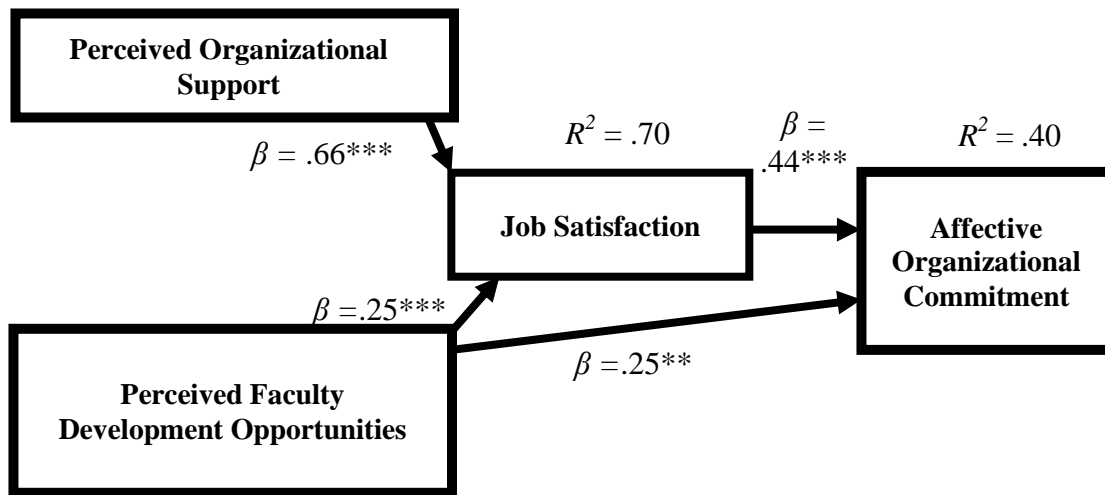 Perceived Organizational
Support
β = .66***
R² = .70
β =
.44***
R² = .40
Job Satisfaction
Affective
Organizational
Commitment
β =.25***
β =.25**
Perceived Faculty
Development Opportunities